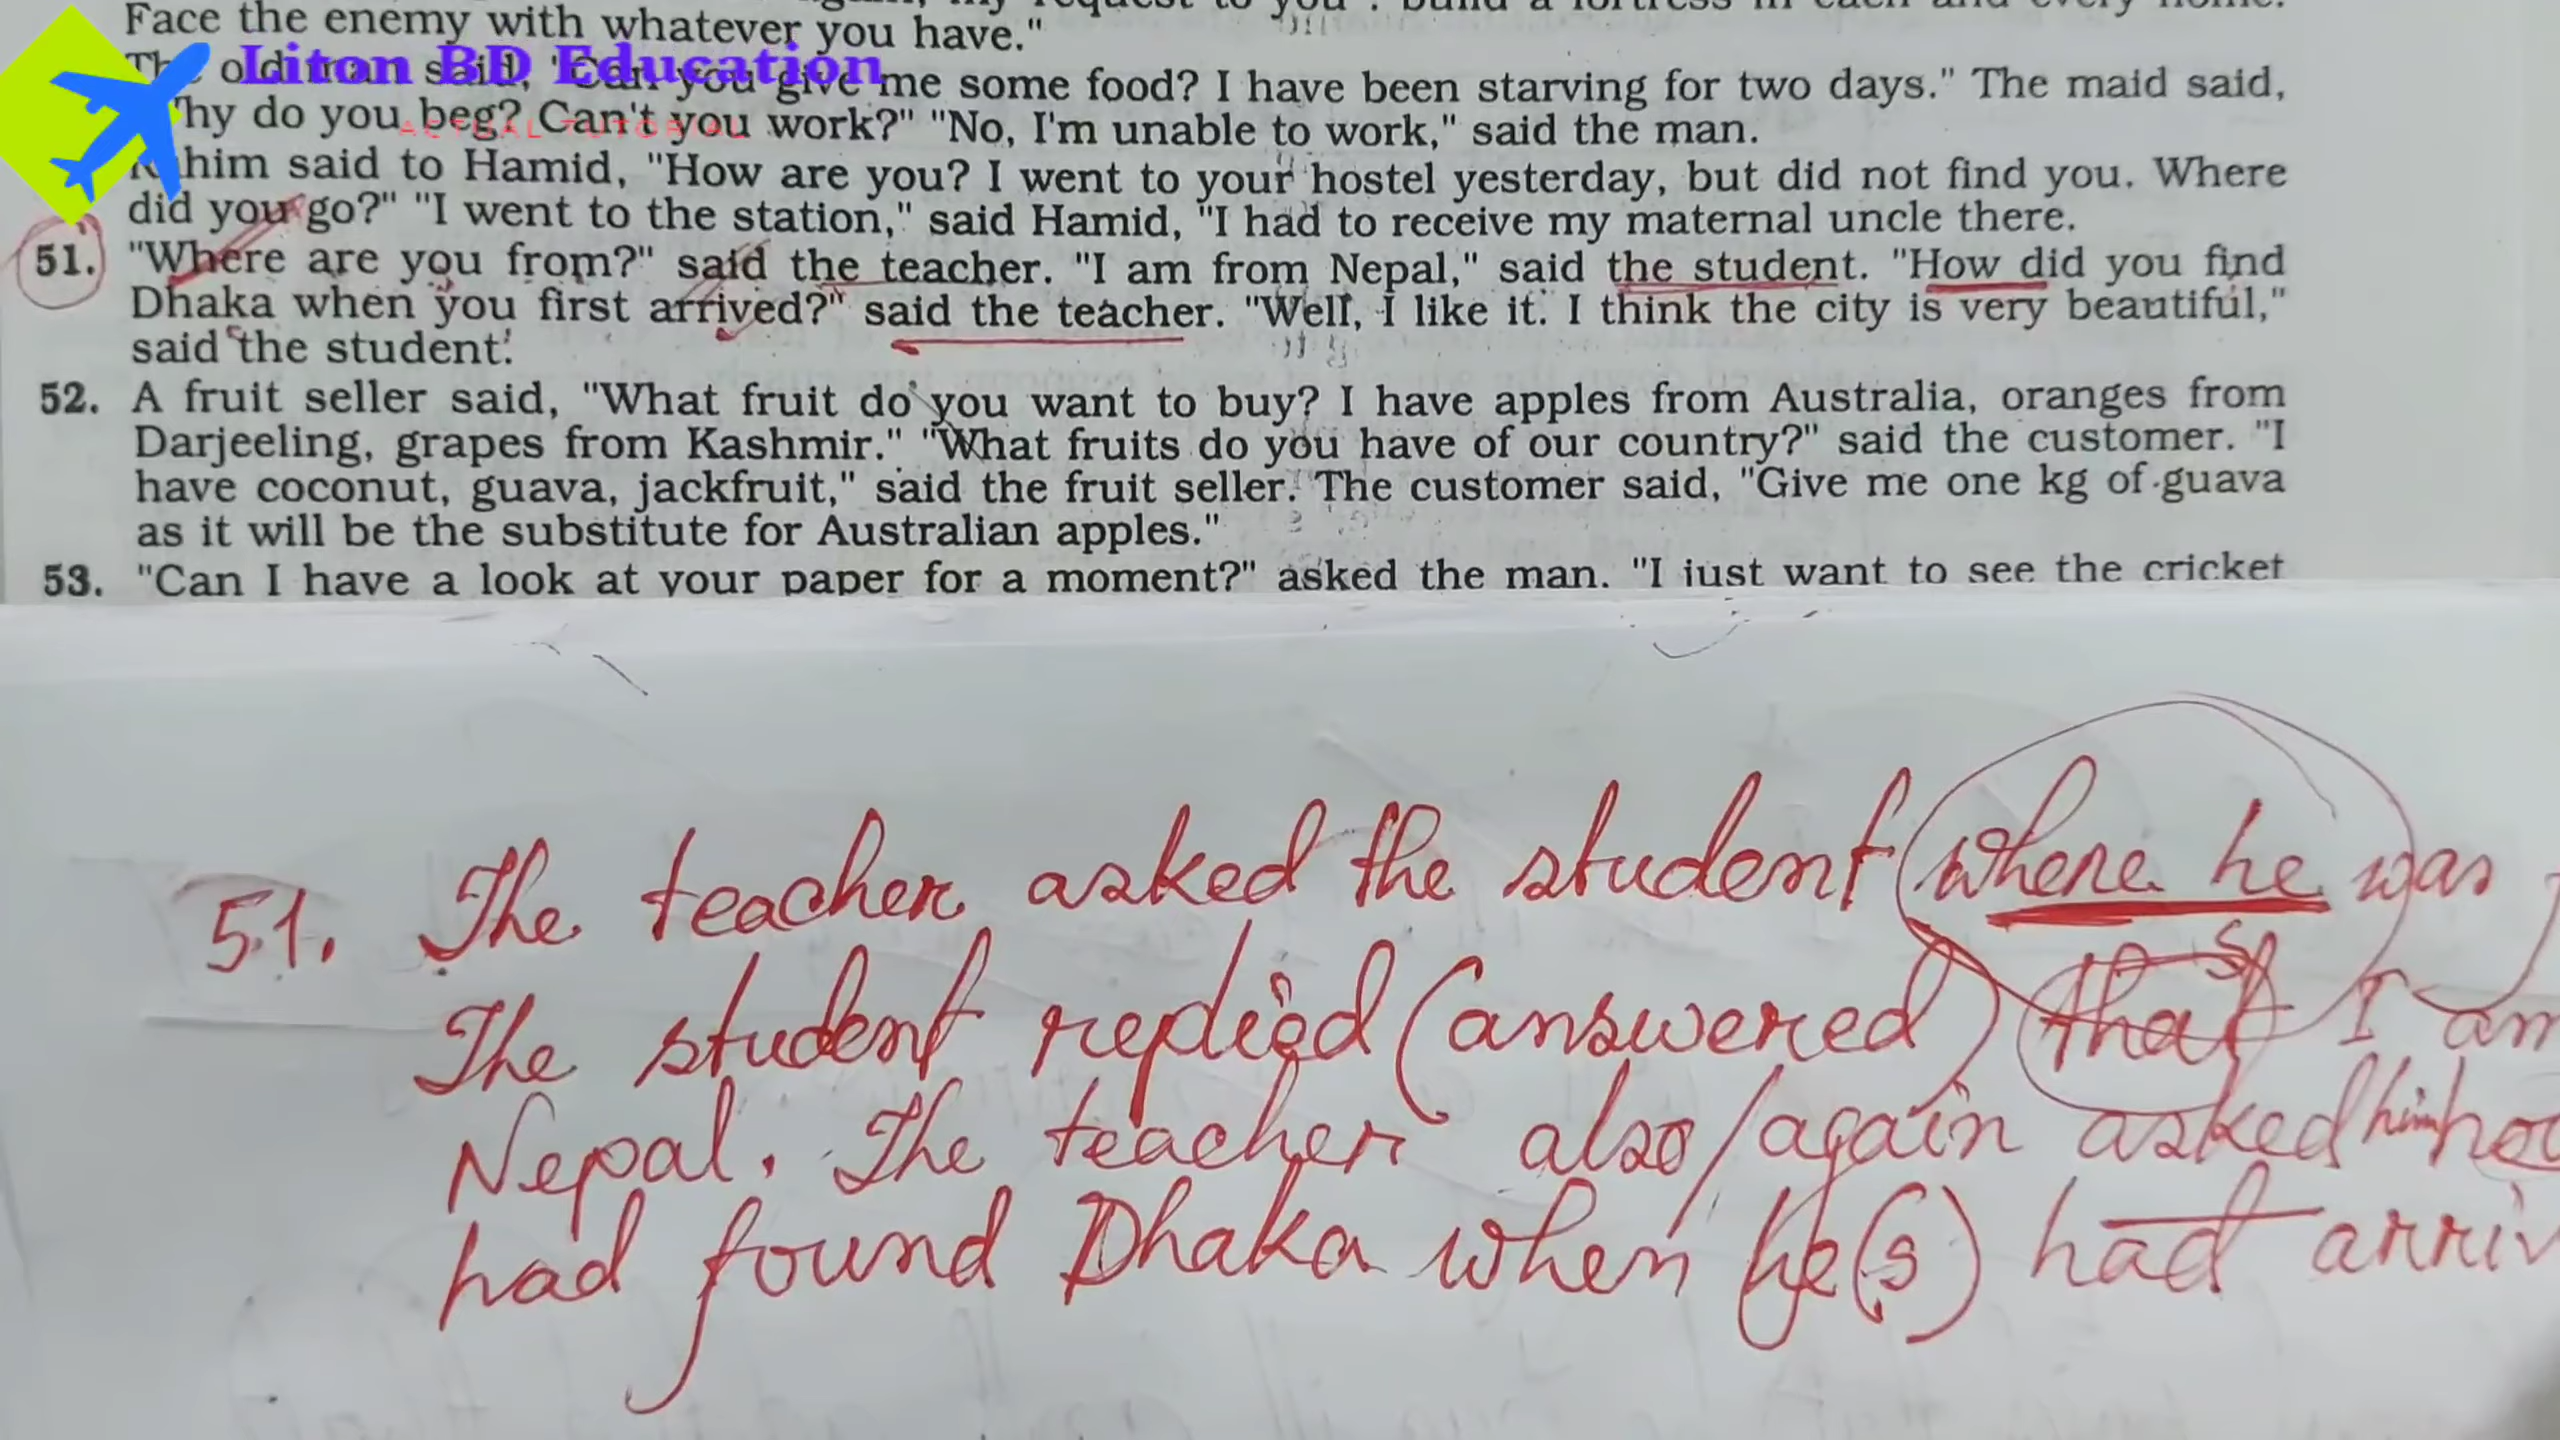 Face the enemy with whatever you have."
Liton BD Education
ACTUAL TUTORIAL
said, "Can you give me some food? I have been starving for two days." The maid said,
hy do you beg? Can't you work?" "No, I'm unable to work," said the man.
him said to Hamid, "How are you? I went to your hostel yesterday, but did not find you. Where
did you go?" "I went to the station," said Hamid, "I had to receive my maternal uncle there.
51. "Where are you from?" said the teacher. "I am from Nepal," said the student. "How did you find
Dhaka when you first arrived?" said the teacher. "Well, I like it. I think the city is very beautiful,"
said the student.
52. A fruit seller said, "What fruit do you want to buy? I have apples from Australia, oranges from
Darjeeling, grapes from Kashmir." "What fruits do you have of our country?" said the customer. "I
have coconut, guava, jackfruit," said the fruit seller. The customer said, "Give me one kg of guava
as it will be the substitute for Australian apples."
53. "Can I have a look at your paper for a moment?" asked the man. "I just want to see the cricket
51. The teacher asked the student where he was
The student replied (answered) that I am
Nepal. The teacher also/again asked him
had found Dhaka when he(s) had